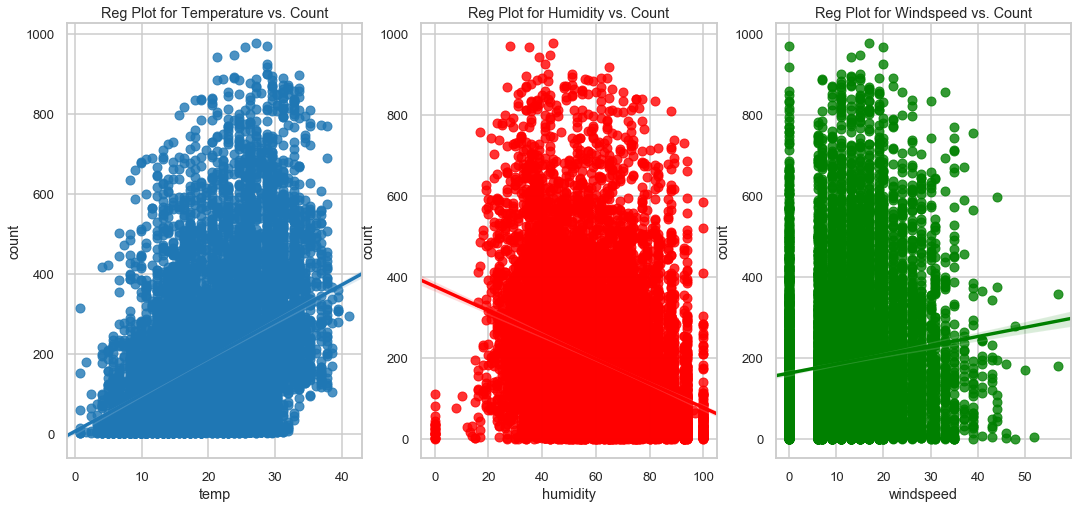 Reg Plot for Temperature vs. Count
1000
800
600
400
200
0
count
0 10 20 30 40
temp
Reg Plot for Humidity vs. Count
1000
800
600
400
200
0
count
0 20 40 60 80 100
humidity
Reg Plot for Windspeed vs. Count
1000
800
600
400
200
0
count
0 10 20 30 40 50
windspeed